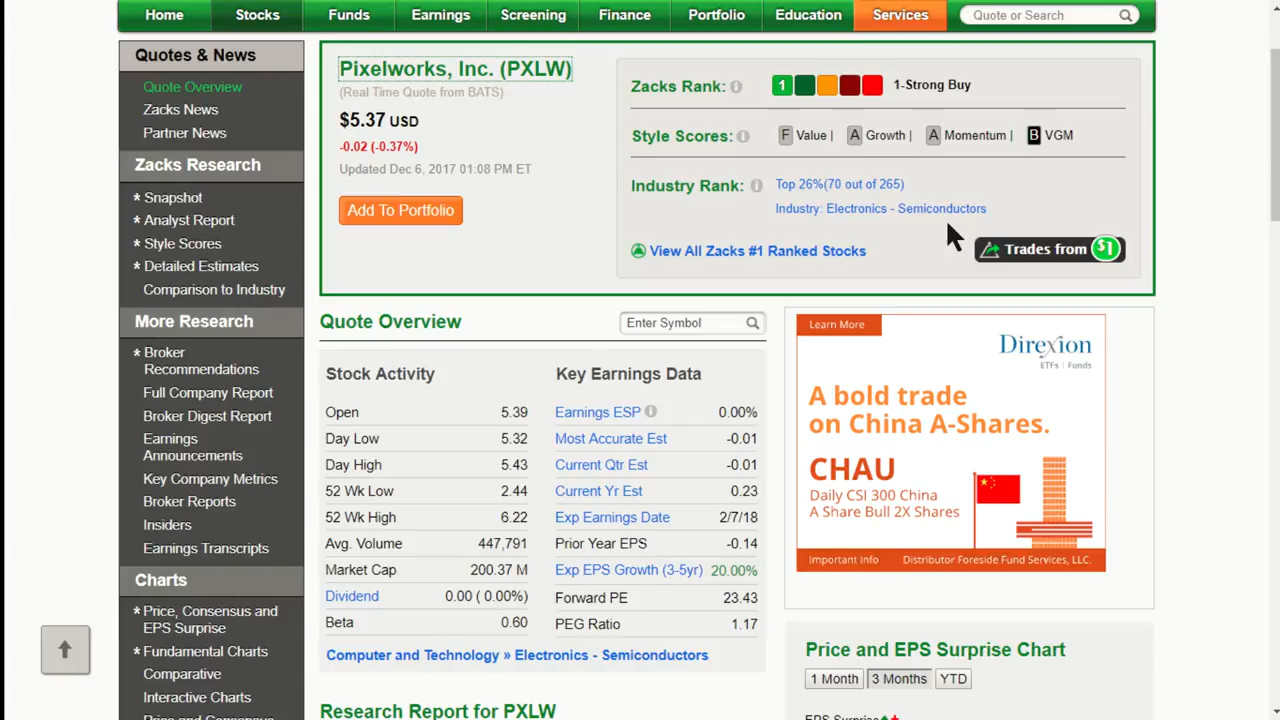 Home Stocks Funds Earnings Screening Finance Portfolio Education Services Quote or Search
Quotes & News
Quote Overview
Zacks News
Partner News
Zacks Research
* Snapshot
* Analyst Report
* Style Scores
* Detailed Estimates
Comparison to Industry
More Research
* Broker
Recommendations
Full Company Report
Broker Digest Report
Earnings
Announcements
Key Company Metrics
Broker Reports
Insiders
Earnings Transcripts
Charts
* Price, Consensus and
EPS Surprise
* Fundamental Charts
Comparative
Interactive Charts
Price and Consensus
Pixelworks, Inc. (PXLW)
(Real Time Quote from BATS)
$5.37 USD
-0.02 (-0.37%)
Updated Dec 6, 2017 01:08 PM ET
Add To Portfolio
Zacks Rank: 1 1-Strong Buy
Style Scores: F Value | A Growth | A Momentum | B VGM
Industry Rank: Top 26%(70 out of 265)
Industry: Electronics - Semiconductors
View All Zacks #1 Ranked Stocks
Trades from $1
Quote Overview
Enter Symbol
Stock Activity
Open 5.39
Day Low 5.32
Day High 5.43
52 Wk Low 2.44
52 Wk High 6.22
Avg. Volume 447,791
Market Cap 200.37 M
Dividend 0.00 ( 0.00%)
Beta 0.60
Key Earnings Data
Earnings ESP 0.00%
Most Accurate Est -0.01
Current Qtr Est -0.01
Current Yr Est 0.23
Exp Earnings Date 2/7/18
Prior Year EPS -0.14
Exp EPS Growth (3-5yr) 20.00%
Forward PE 23.43
PEG Ratio 1.17
Computer and Technology » Electronics - Semiconductors
Research Report for PXLW
Learn More
Direxion
ETFs | Funds
A bold trade
on China A-Shares.
CHAU
Daily CSI 300 China
A Share Bull 2X Shares
Important Info Distributor Foreside Fund Services, LLC.
Price and EPS Surprise Chart
1 Month 3 Months YTD
EPS Surprise